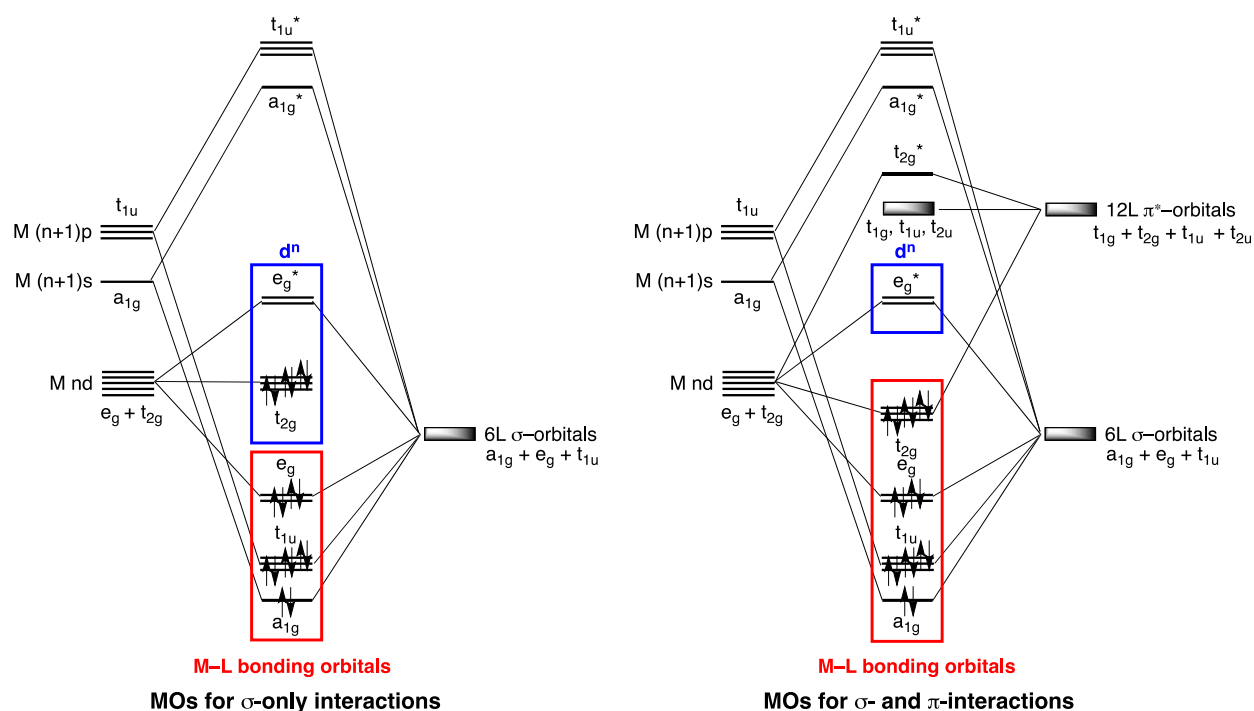 t₁ᵤ*
a₁g*
t₁ᵤ
M (n+1)p
dⁿ
eg*
M (n+1)s
a₁g
M nd
eg + t₂g
t₂g
6L σ–orbitals
a₁g + eg + t₁ᵤ
eg
t₁ᵤ
a₁g
M–L bonding orbitals
MOs for σ-only interactions
t₁ᵤ*
a₁g*
t₂g*
t₁ᵤ
12L π*–orbitals
t₁g + t₂g + t₁ᵤ + t₂ᵤ
M (n+1)p
t₁g, t₁ᵤ, t₂ᵤ
dⁿ
eg*
M (n+1)s
a₁g
M nd
eg + t₂g
t₂g
6L σ–orbitals
a₁g + eg + t₁ᵤ
eg
t₁ᵤ
a₁g
M–L bonding orbitals
MOs for σ- and π-interactions